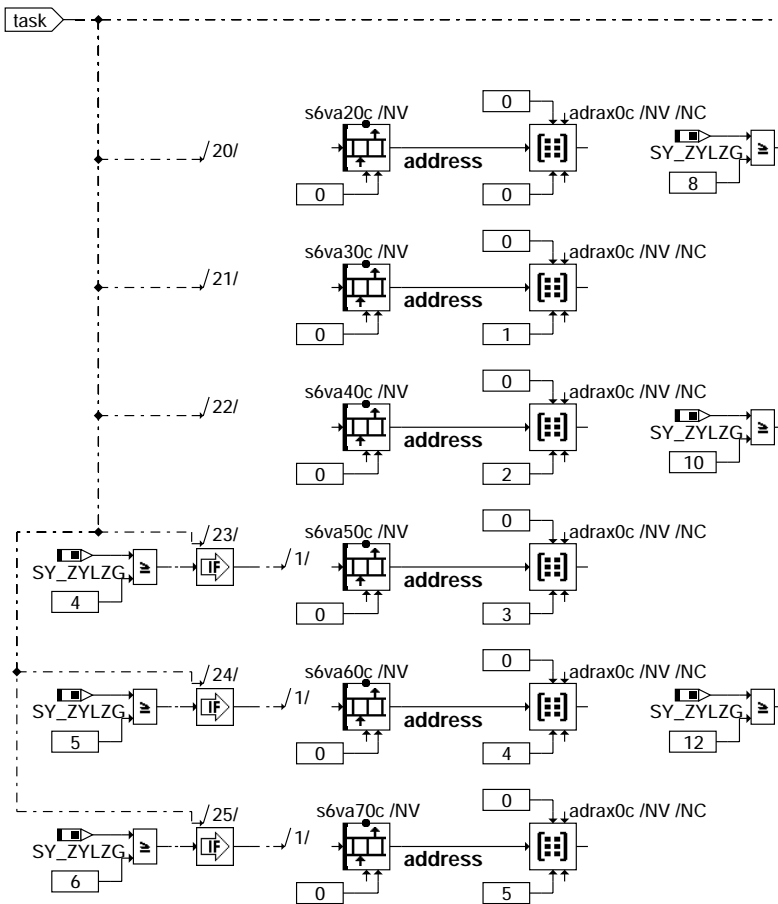 task
0
s6va20c /NV
adrax0c /NV /NC
/20/
address
SY_ZYLZG
≥
0
0
8
0
s6va30c /NV
adrax0c /NV /NC
/21/
address
0
1
0
s6va40c /NV
adrax0c /NV /NC
/22/
address
SY_ZYLZG
≥
0
2
10
0
/23/
s6va50c /NV
adrax0c /NV /NC
/1/
SY_ZYLZG
≥
IF
address
4
0
3
0
/24/
s6va60c /NV
adrax0c /NV /NC
/1/
SY_ZYLZG
≥
IF
address
SY_ZYLZG
≥
5
0
4
12
0
/25/
s6va70c /NV
adrax0c /NV /NC
/1/
SY_ZYLZG
≥
IF
address
6
0
5